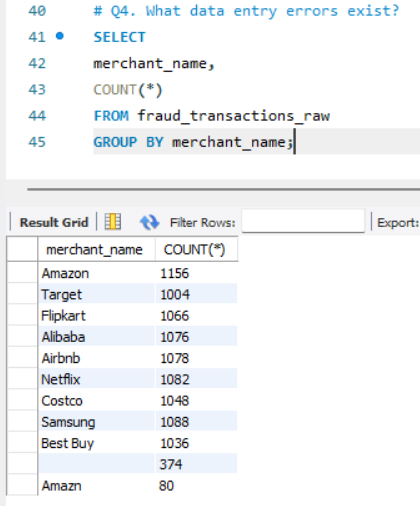 40 # Q4. What data entry errors exist?
41 SELECT
42 merchant_name,
43 COUNT(*)
44 FROM fraud_transactions_raw
45 GROUP BY merchant_name;
Result Grid Filter Rows: Export:
merchant_name COUNT(*)
Amazon 1156
Target 1004
Flipkart 1066
Alibaba 1076
Airbnb 1078
Netflix 1082
Costco 1048
Samsung 1088
Best Buy 1036
374
Amazn 80